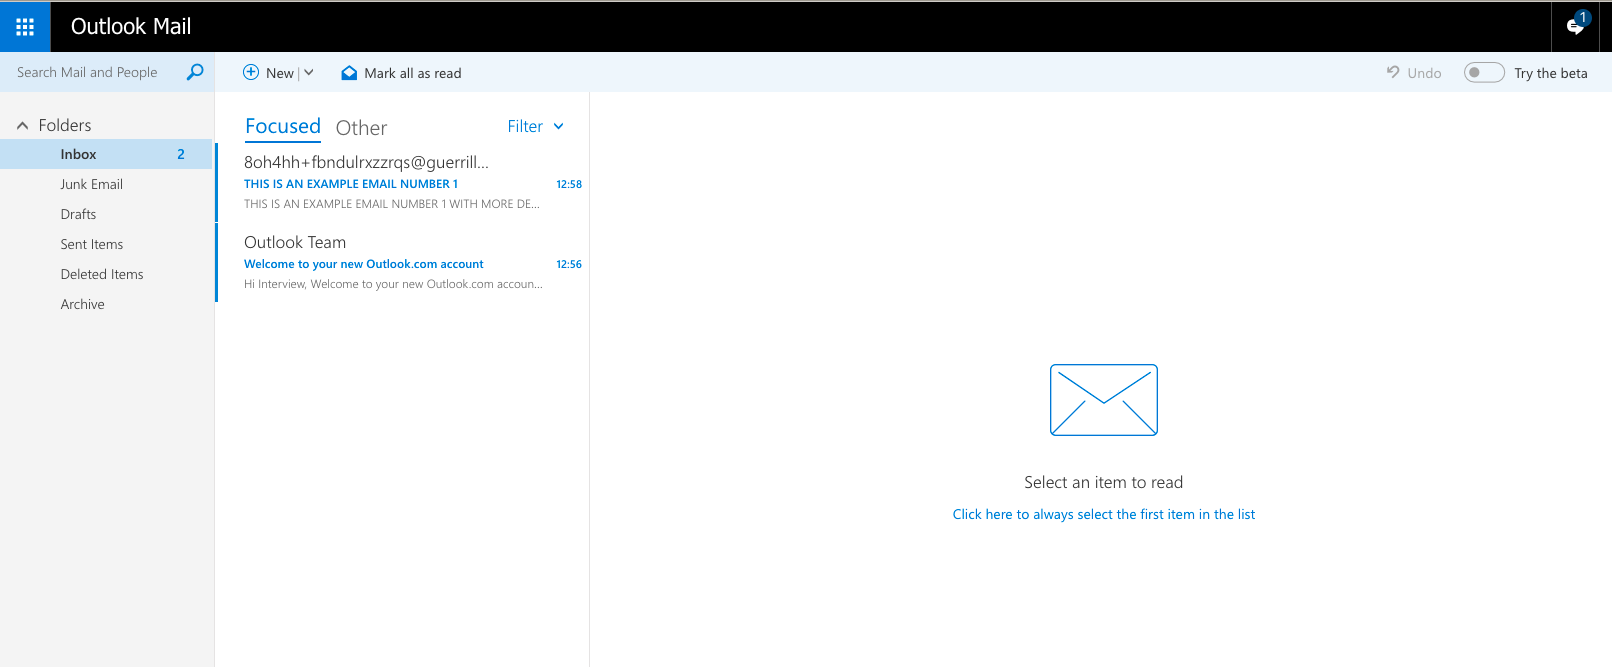 Outlook Mail
1
Search Mail and People
New
Mark all as read
Undo
Try the beta
Folders
Inbox 2
Junk Email
Drafts
Sent Items
Deleted Items
Archive
Focused Other Filter
8oh4hh+fbndulrxzzrqs@guerrill...
THIS IS AN EXAMPLE EMAIL NUMBER 1 12:58
THIS IS AN EXAMPLE EMAIL NUMBER 1 WITH MORE DE...
Outlook Team
Welcome to your new Outlook.com account 12:56
Hi Interview, Welcome to your new Outlook.com accoun...
Select an item to read
Click here to always select the first item in the list